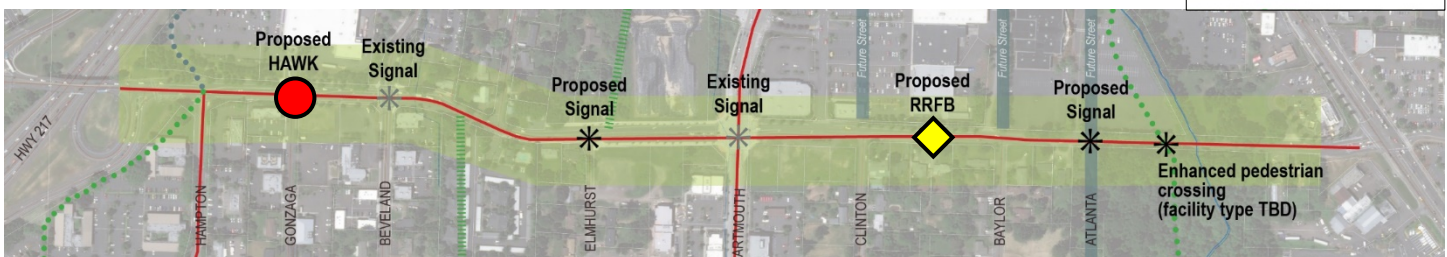 Proposed
HAWK
Existing
Signal
Proposed
Signal
Existing
Signal
Future Street
Proposed
RRFB
Future Street
Proposed
Signal
Future Street
Enhanced pedestrian
crossing
(facility type TBD)
HWY 217
HAMPTON
GONZAGA
BEVELAND
ELMHURST
ARTMOUTH
CLINTON
BAYLOR
ATLANTA